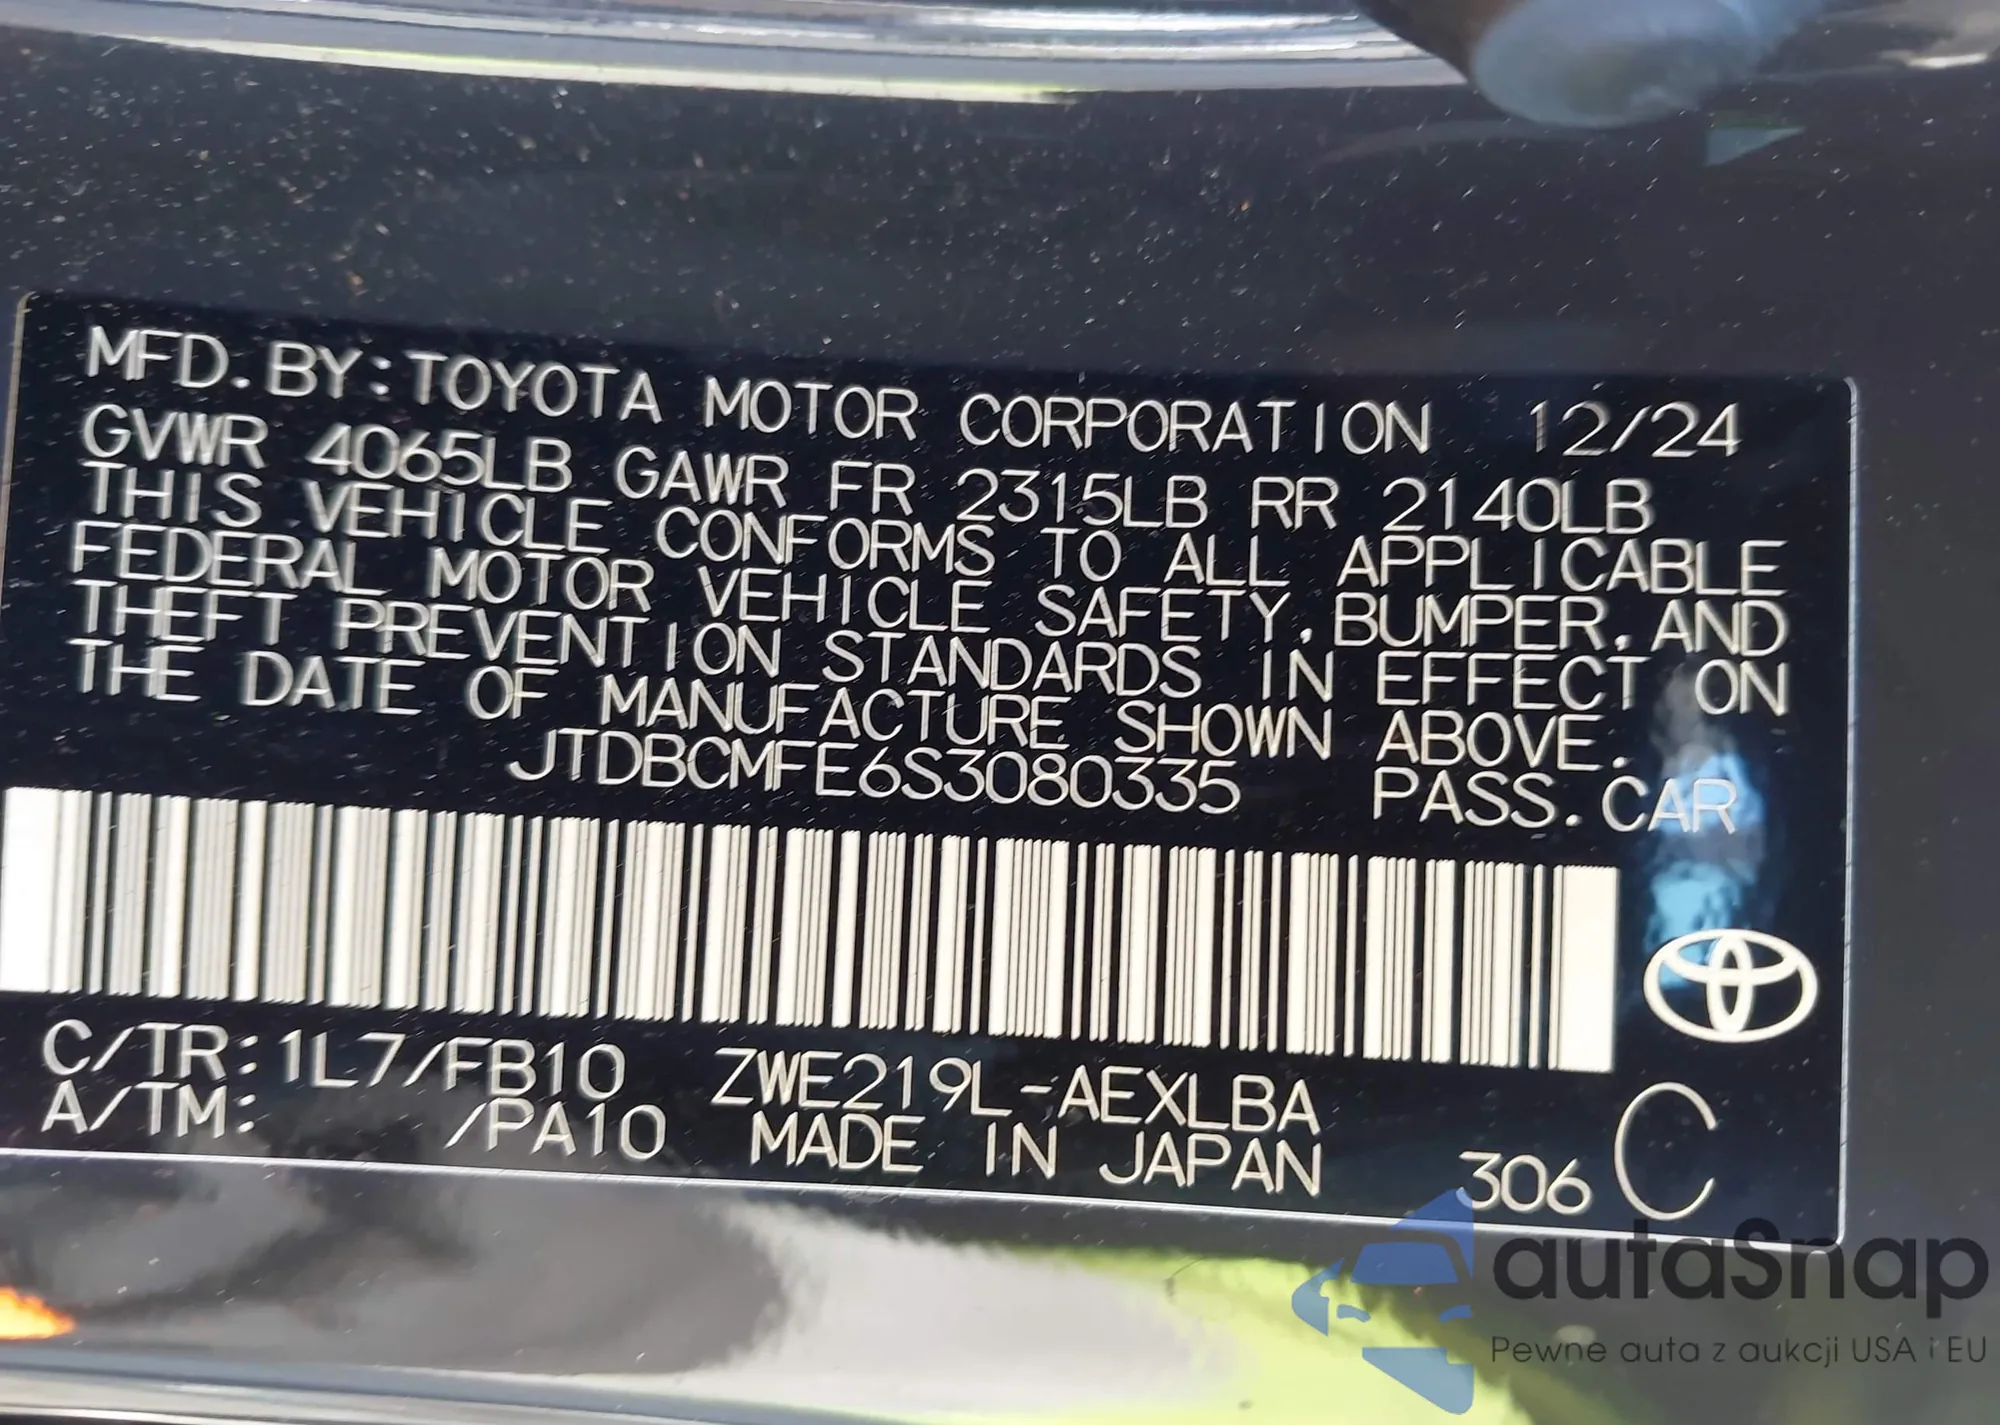 MFD. BY: TOYOTA MOTOR CORPORATION 12/24
GVWR 4065LB GAWR FR 2315LB RR 2140LB
THIS VEHICLE CONFORMS TO ALL APPLICABLE
FEDERAL MOTOR VEHICLE SAFETY, BUMPER, AND
THEFT PREVENTION STANDARDS IN EFFECT ON
THE DATE OF MANUFACTURE SHOWN ABOVE.
JTDBCMFE6S3080335 PASS. CAR
C/TR: 1L7/FB10 ZWE219L-AEXLBA
A/TM: /PA10 MADE IN JAPAN 306 C
autaSnap
Pewne auta z aukcji USA i EU